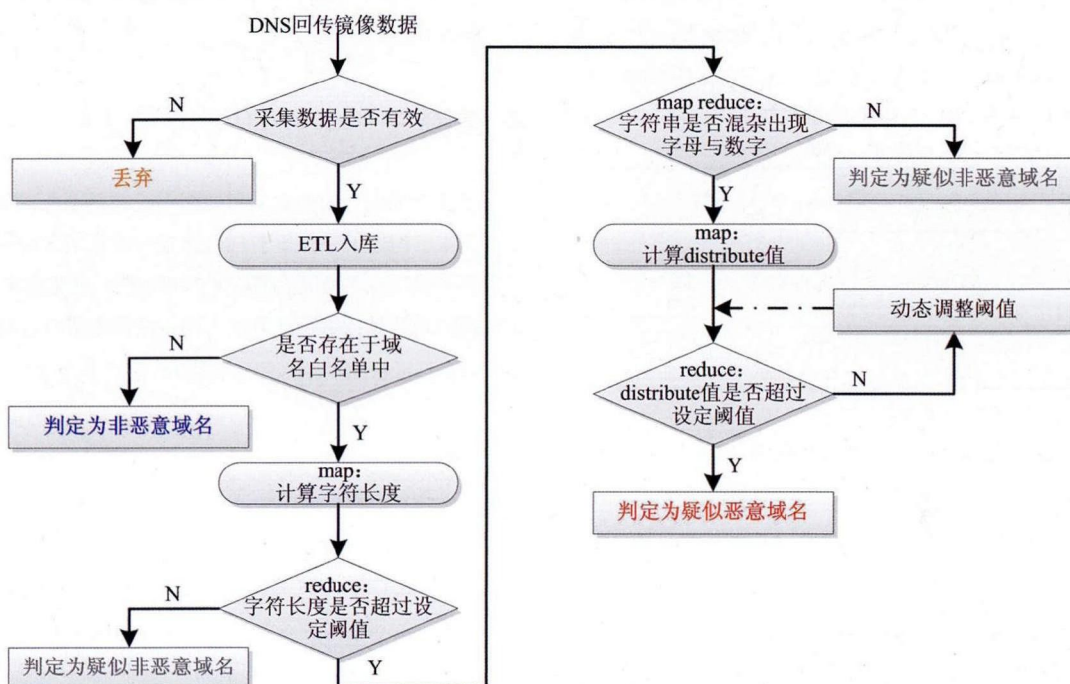 DNS回传镜像数据
采集数据是否有效
N
丢弃
Y
ETL入库
是否存在于域
名白名单中
N
判定为非恶意域名
Y
map:
计算字符长度
reduce:
字符长度是否超过设
定阈值
N
判定为疑似非恶意域名
Y
map reduce:
字符串是否混杂出现
字母与数字
N
判定为疑似非恶意域名
Y
map:
计算distribute值
动态调整阈值
reduce:
distribute值是否超过
设定阈值
N
Y
判定为疑似恶意域名